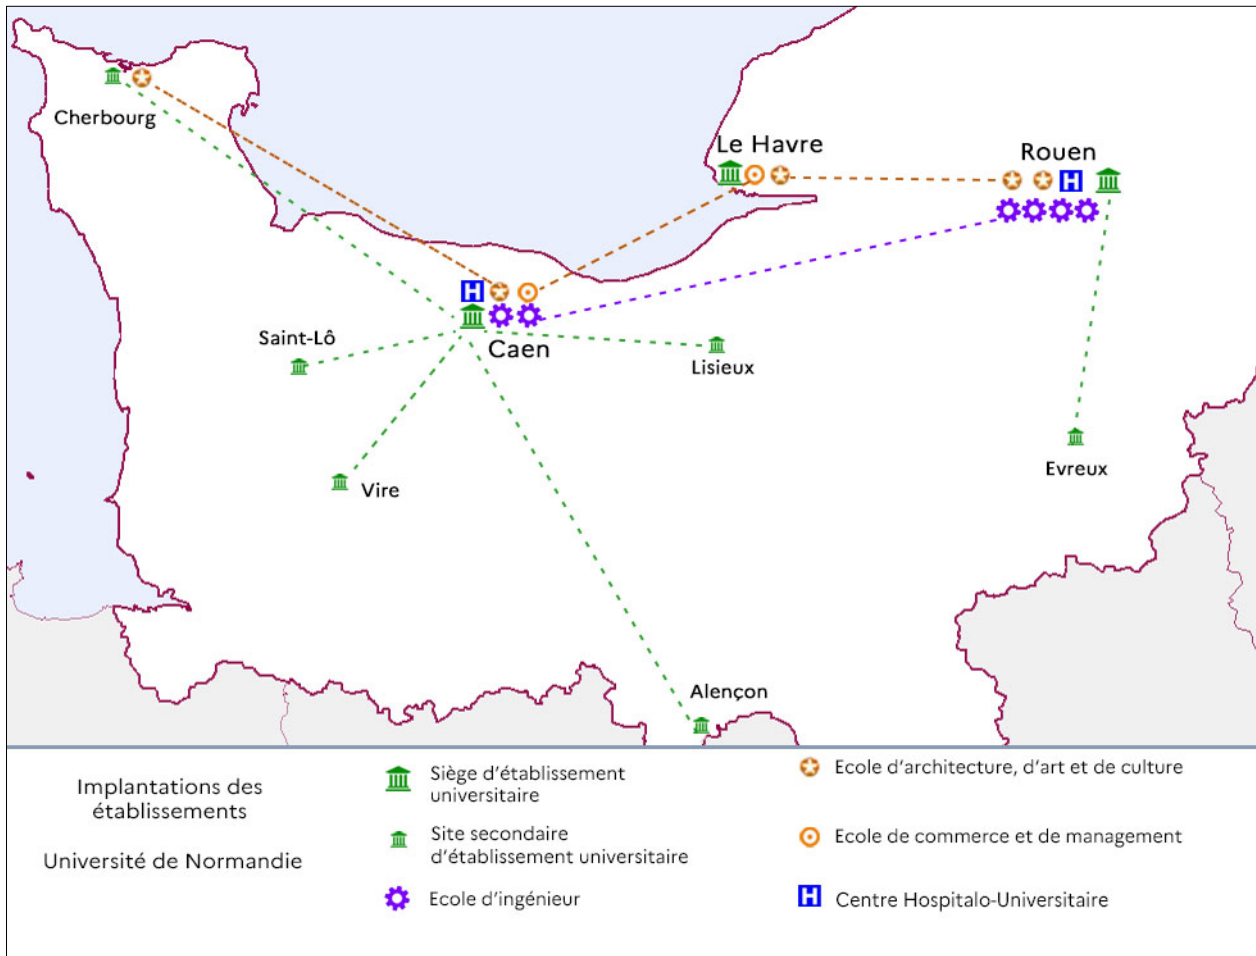 Cherbourg
Le Havre
Rouen
Saint-Lô
Caen
Lisieux
Vire
Evreux
Alençon
Implantations des
établissements
Université de Normandie
Siège d'établissement
universitaire
Site secondaire
d'établissement universitaire
Ecole d'ingénieur
Ecole d'architecture, d'art et de culture
Ecole de commerce et de management
H Centre Hospitalo-Universitaire